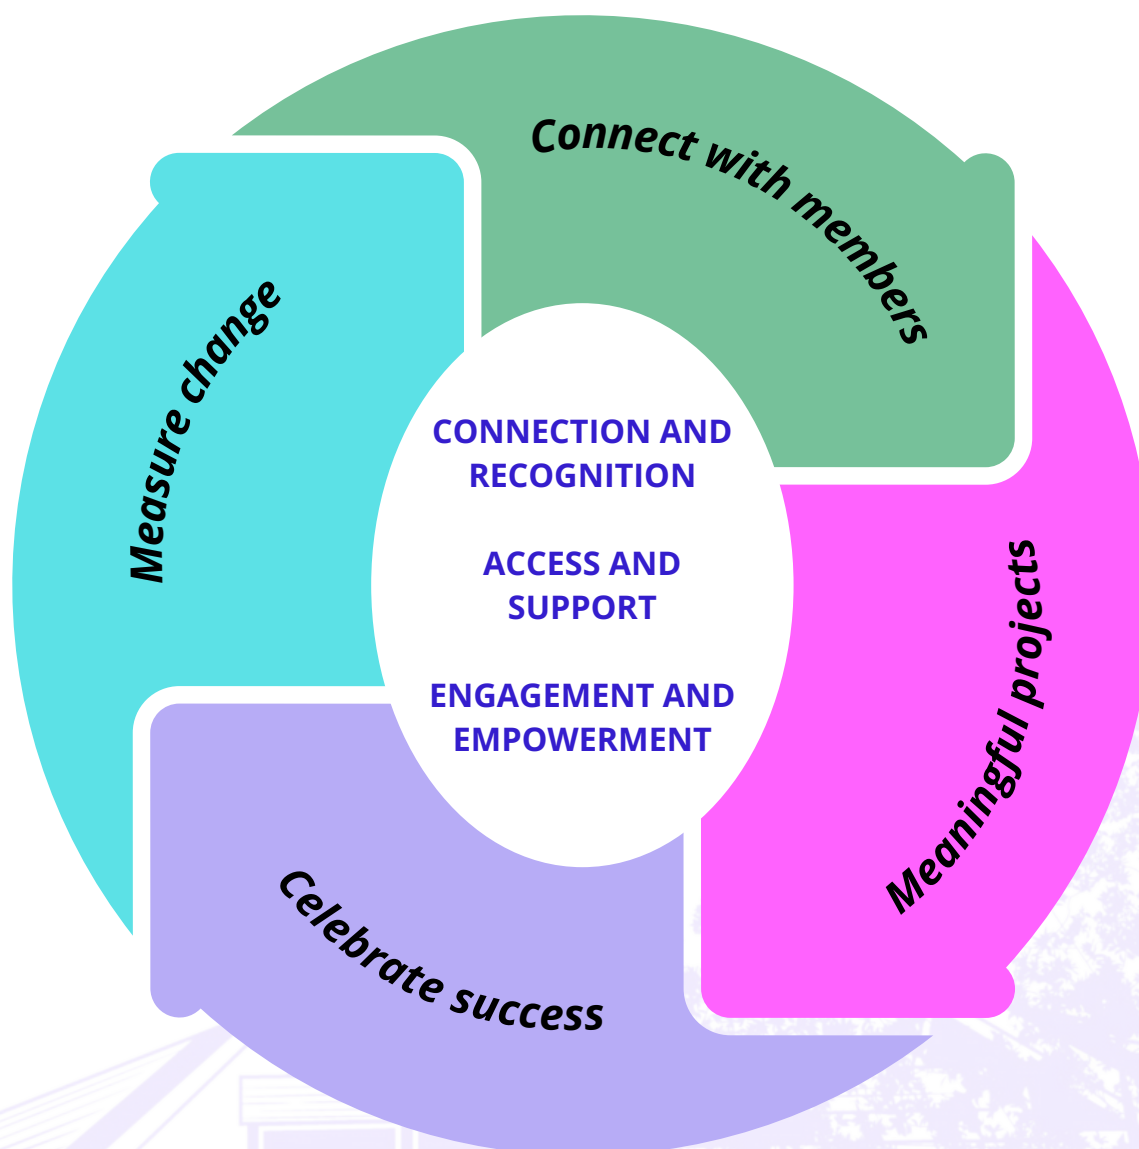 Connect with members
Meaningful projects
Celebrate success
Measure change
CONNECTION AND
RECOGNITION
ACCESS AND
SUPPORT
ENGAGEMENT AND
EMPOWERMENT